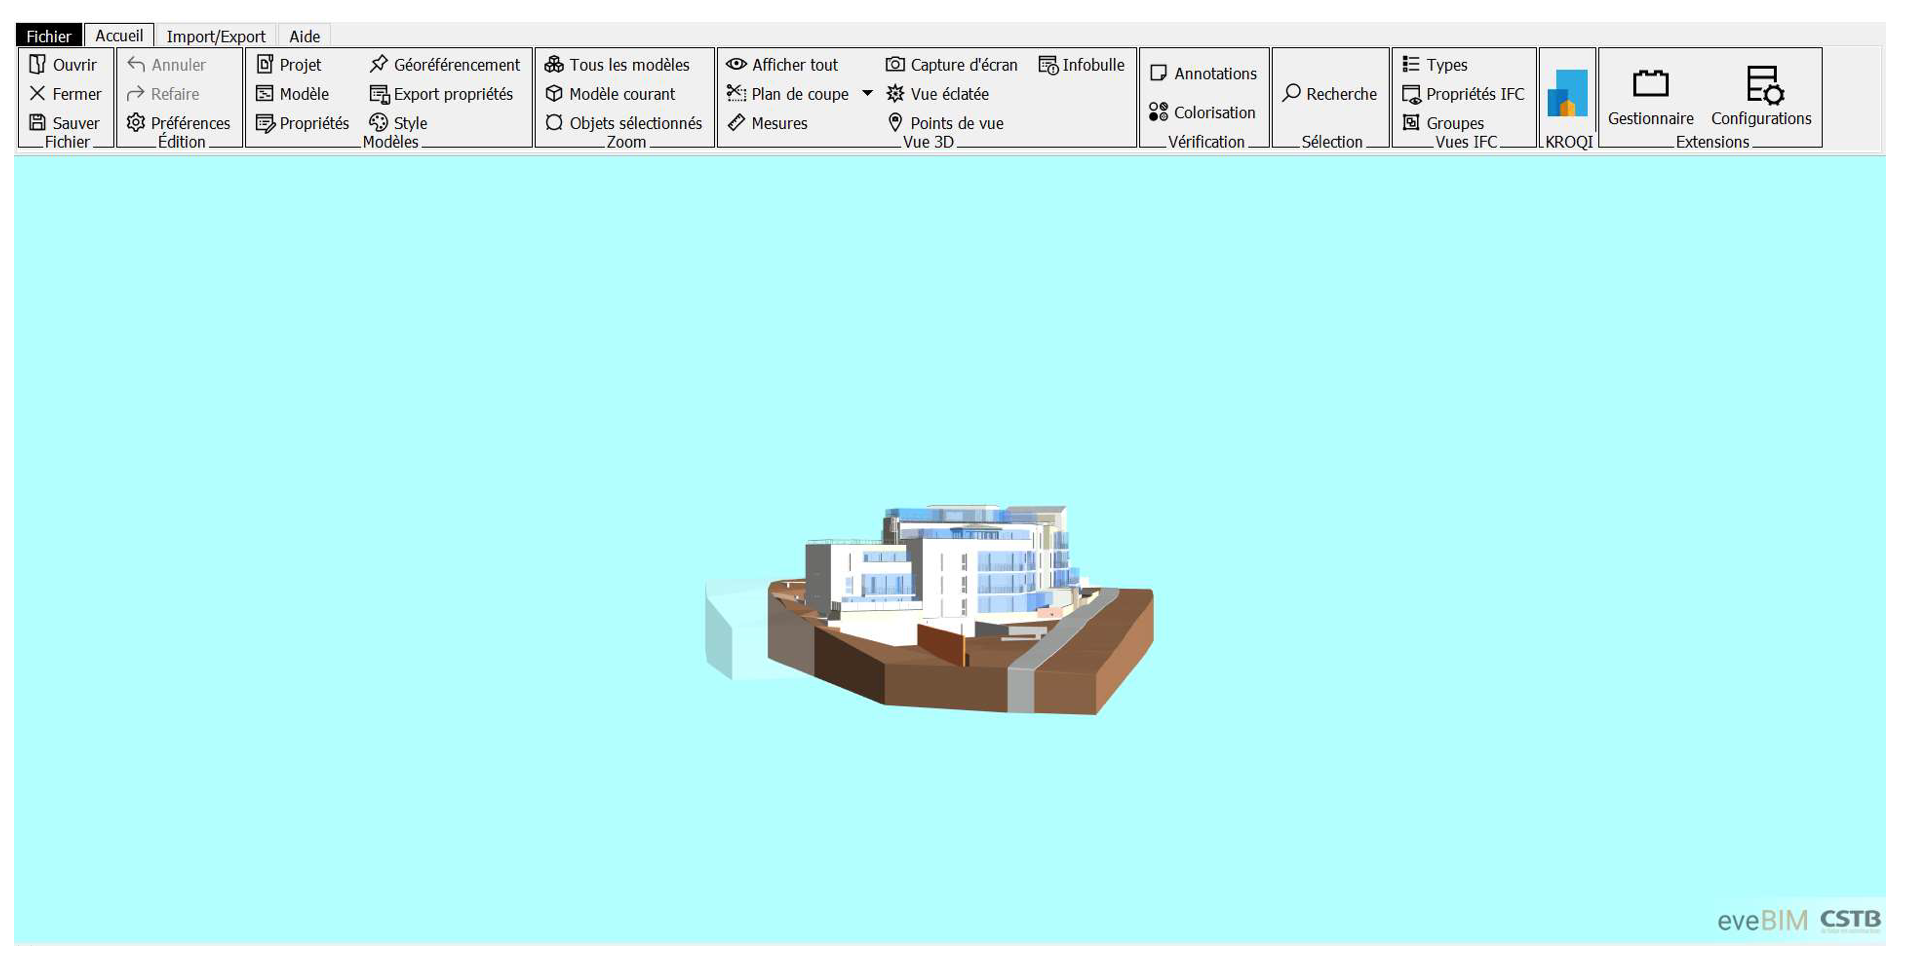 Fichier Accueil Import/Export Aide
Ouvrir Annuler Projet Géoréférencement Tous les modèles Afficher tout Capture d'écran Infobulle Annotations Types
Fermer Refaire Modèle Export propriétés Modèle courant Plan de coupe Vue éclatée Colorisation Recherche Propriétés IFC Gestionnaire Configurations
Sauver Préférences Propriétés Style Objets sélectionnés Mesures Points de vue Groupes
Fichier Édition Modèles Zoom Vue 3D Vérification Sélection Vues IFC KROQI Extensions
eveBIM CSTB